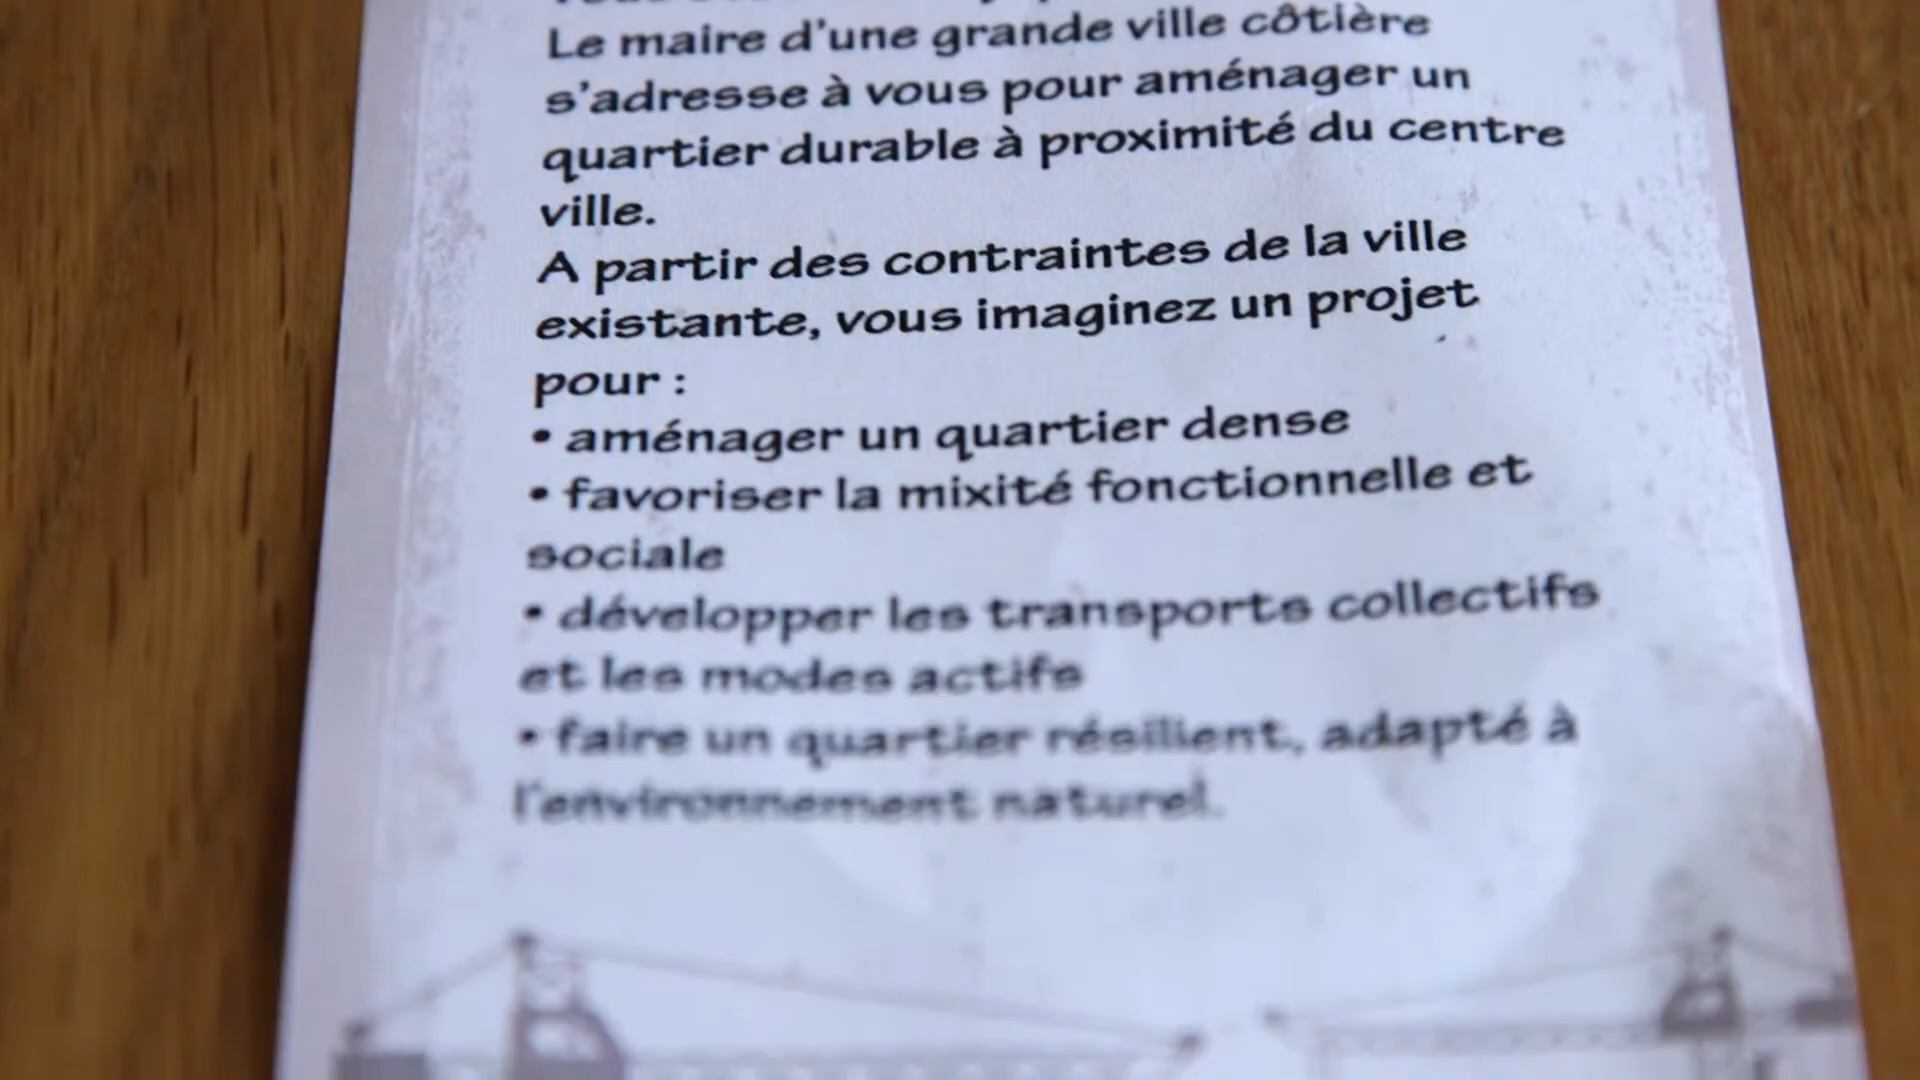 Le maire d'une grande ville côtière
s'adresse à vous pour aménager un
quartier durable à proximité du centre
ville.
A partir des contraintes de la ville
existante, vous imaginez un projet
pour :
• aménager un quartier dense
• favoriser la mixité fonctionnelle et
sociale
• développer les transports collectifs
et les modes actifs
• faire un quartier résilient, adapté à
l'environnement naturel.